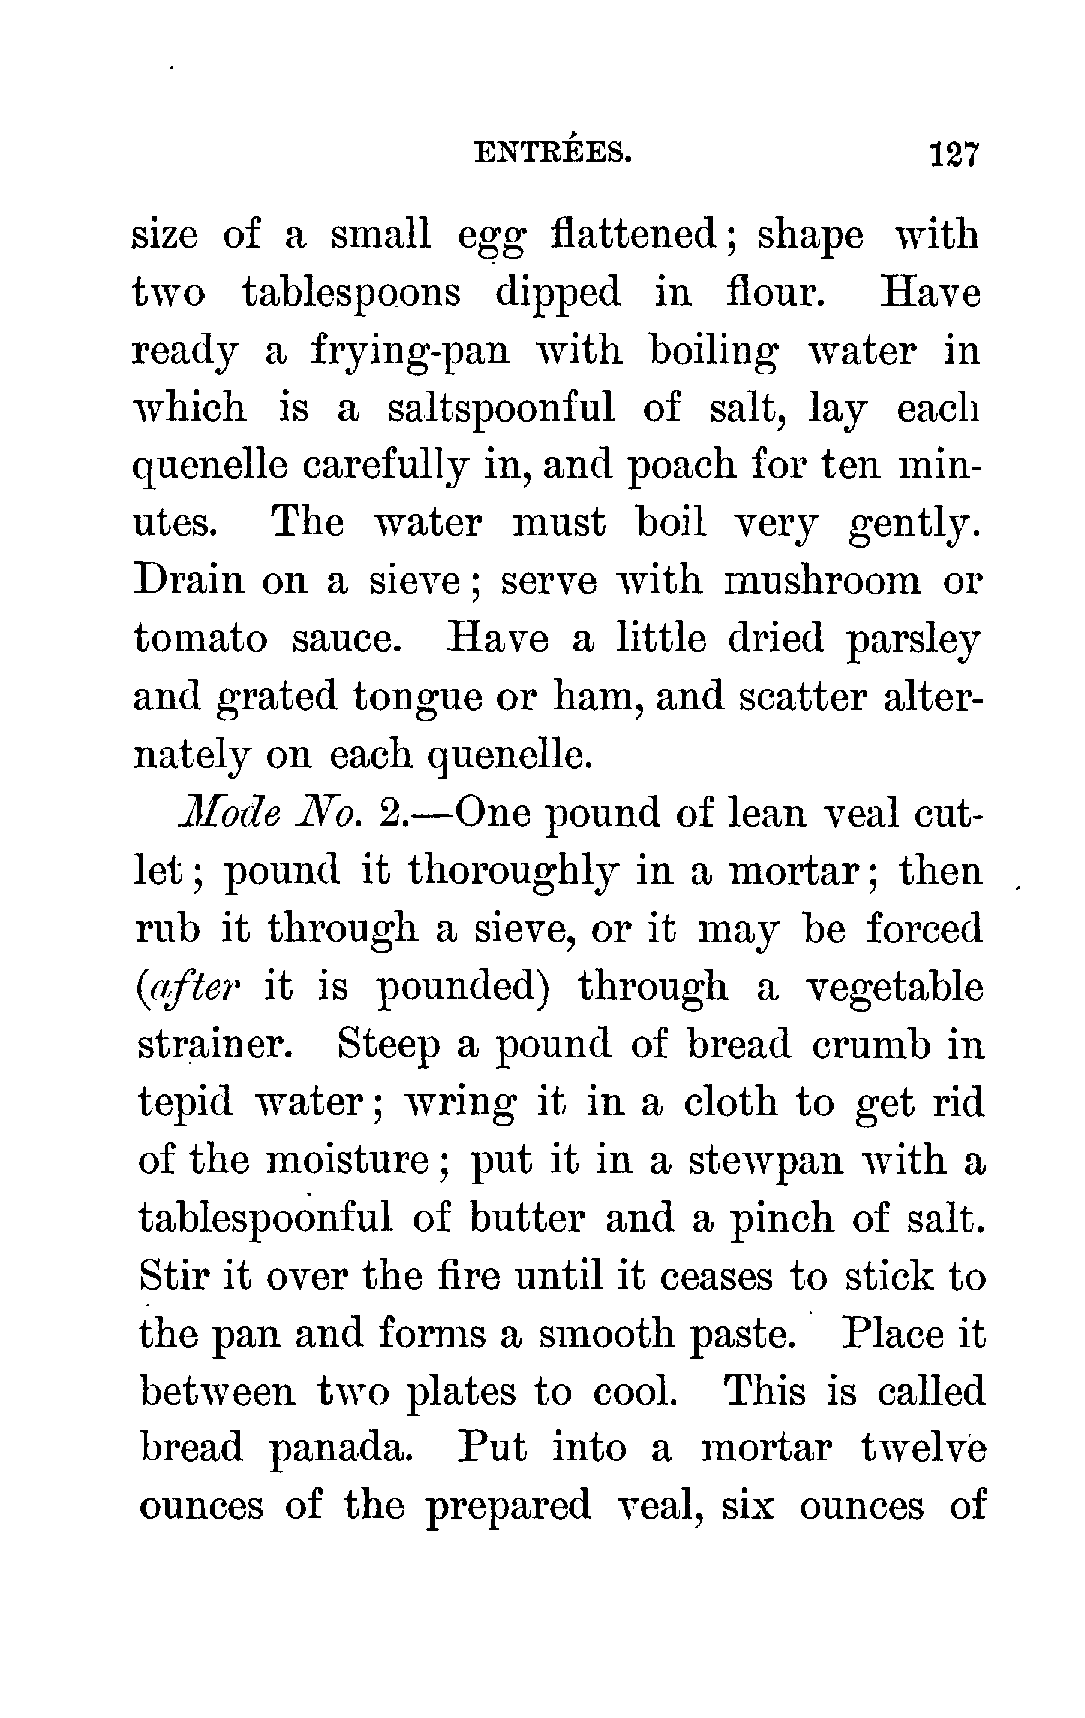 ENTRÉES. 127
size of a small egg flattened; shape with
two tablespoons dipped in flour. Have
ready a frying-pan with boiling water in
which is a saltspoonful of salt, lay each
quenelle carefully in, and poach for ten min-
utes. The water must boil very gently.
Drain on a sieve; serve with mushroom or
tomato sauce. Have a little dried parsley
and grated tongue or ham, and scatter alter-
nately on each quenelle.
Mode No. 2.—One pound of lean veal cut-
let; pound it thoroughly in a mortar; then
rub it through a sieve, or it may be forced
(after it is pounded) through a vegetable
strainer. Steep a pound of bread crumb in
tepid water; wring it in a cloth to get rid
of the moisture; put it in a stewpan with a
tablespoonful of butter and a pinch of salt.
Stir it over the fire until it ceases to stick to
the pan and forms a smooth paste. Place it
between two plates to cool. This is called
bread panada. Put into a mortar twelve
ounces of the prepared veal, six ounces of